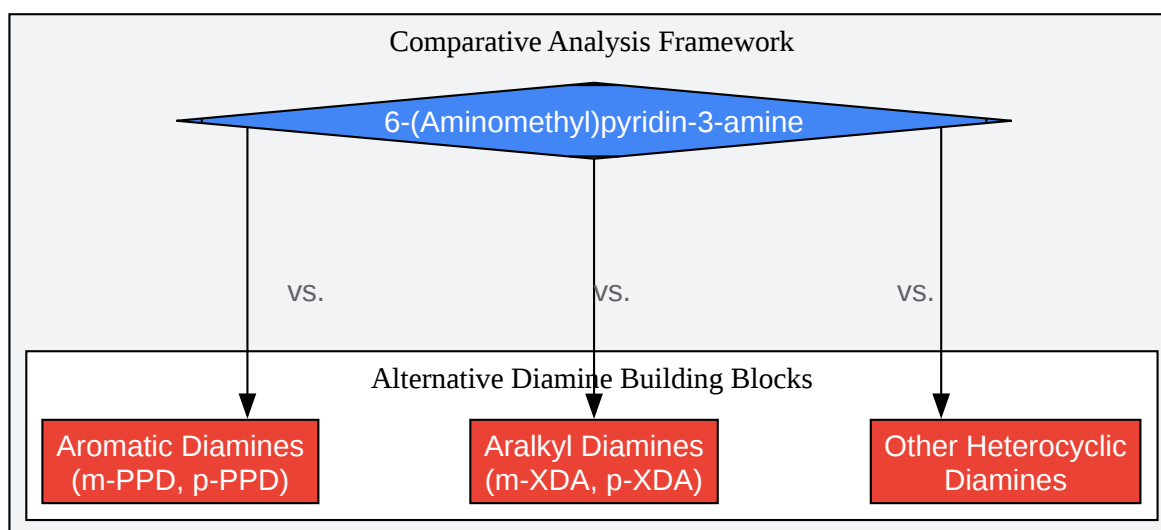 Comparative Analysis Framework
6-(Aminomethyl)pyridin-3-amine
vs.
vs.
vs.
Alternative Diamine Building Blocks
Aromatic Diamines
(m-PPD, p-PPD)
Aralkyl Diamines
(m-XDA, p-XDA)
Other Heterocyclic
Diamines